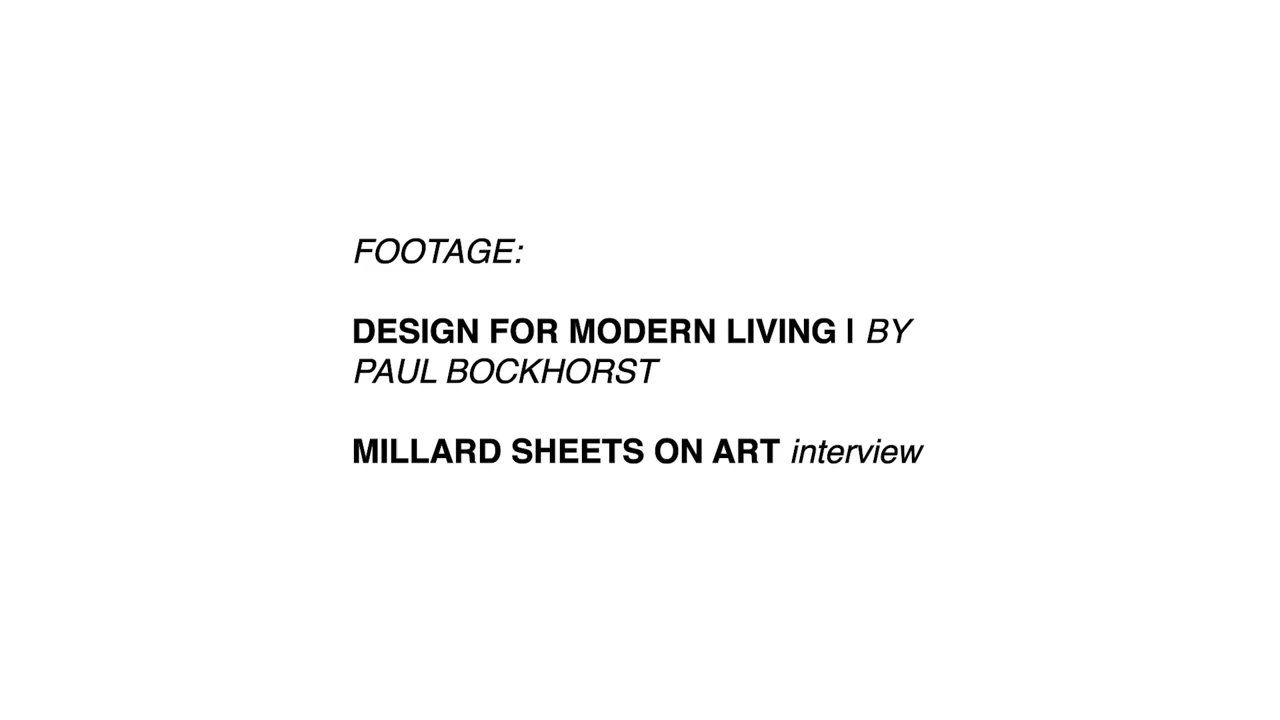 FOOTAGE:
DESIGN FOR MODERN LIVING | BY
PAUL BOCKHORST
MILLARD SHEETS ON ART interview